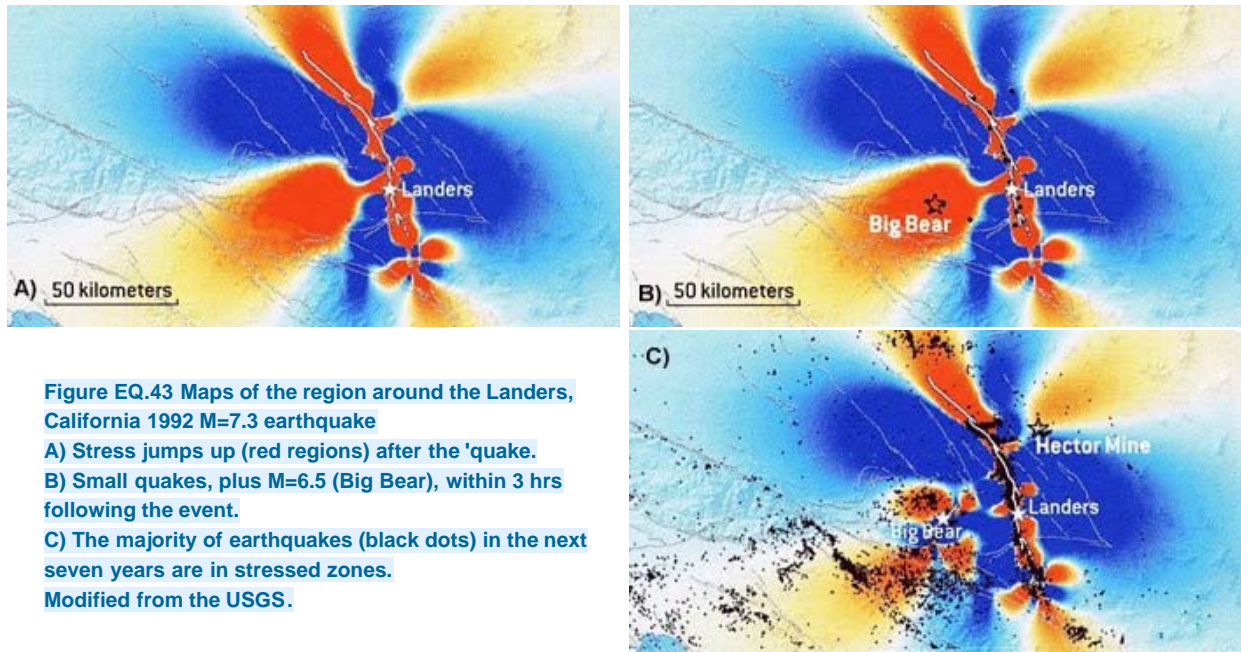 Landers
A) 50 kilometers
Landers
Big Bear
B) 50 kilometers
C)
Hector Mine
Landers
Big Bear
Figure EQ.43 Maps of the region around the Landers,
California 1992 M=7.3 earthquake
A) Stress jumps up (red regions) after the 'quake.
B) Small quakes, plus M=6.5 (Big Bear), within 3 hrs
following the event.
C) The majority of earthquakes (black dots) in the next
seven years are in stressed zones.
Modified from the USGS.